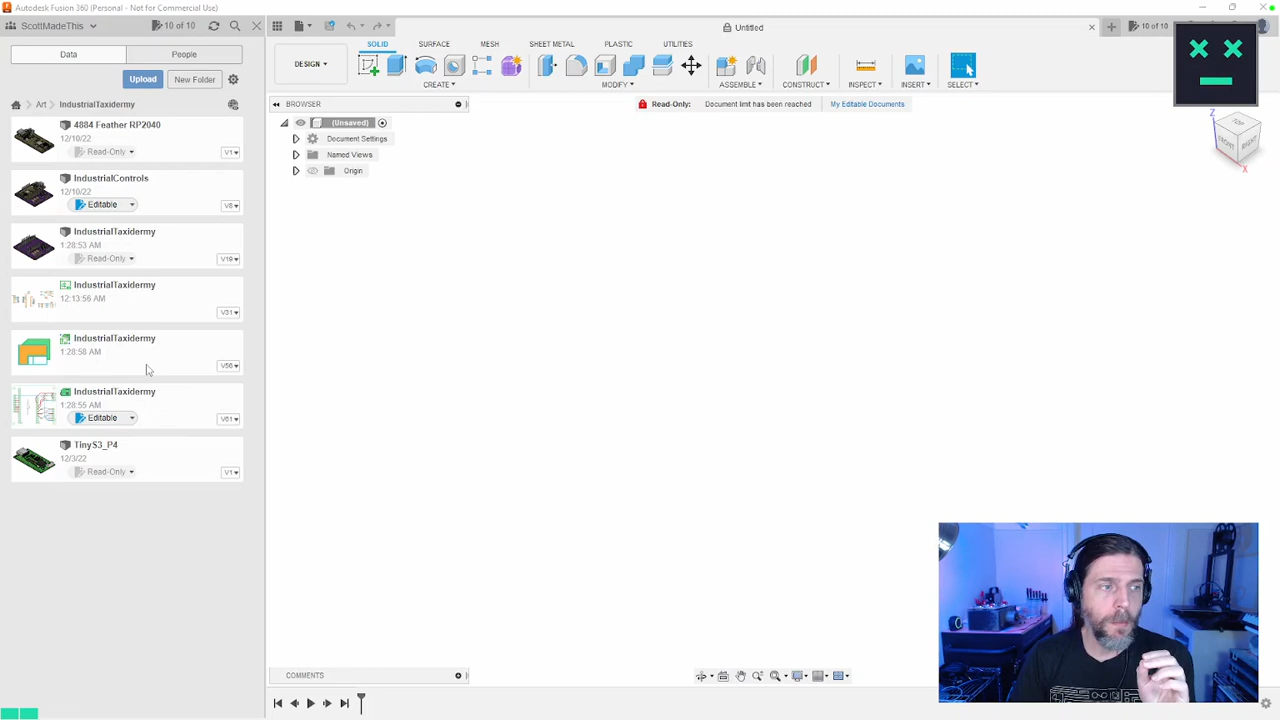 Autodesk Fusion 360 (Personal - Not for Commercial Use)
ScottMadeThis
10 of 10
Untitled
10 of 10
Data
People
Upload
New Folder
Art
IndustrialTaxidermy
4884 Feather RP2040
12/10/22
Read-Only
V1
IndustrialControls
12/10/22
Editable
V8
IndustrialTaxidermy
1:28:53 AM
Read-Only
V19
IndustrialTaxidermy
12:13:56 AM
V31
IndustrialTaxidermy
1:28:58 AM
V56
IndustrialTaxidermy
1:28:55 AM
Editable
V61
TinyS3_P4
12/3/22
Read-Only
V1
SOLID
SURFACE
MESH
SHEET METAL
PLASTIC
UTILITIES
DESIGN
CREATE
MODIFY
ASSEMBLE
CONSTRUCT
INSPECT
INSERT
SELECT
BROWSER
Read-Only:
Document lmt has been reached
My Editable Documents
(Unsaved)
Document Settings
Named Views
Origin
Z
TOP
FRONT
RIGHT
X
COMMENTS